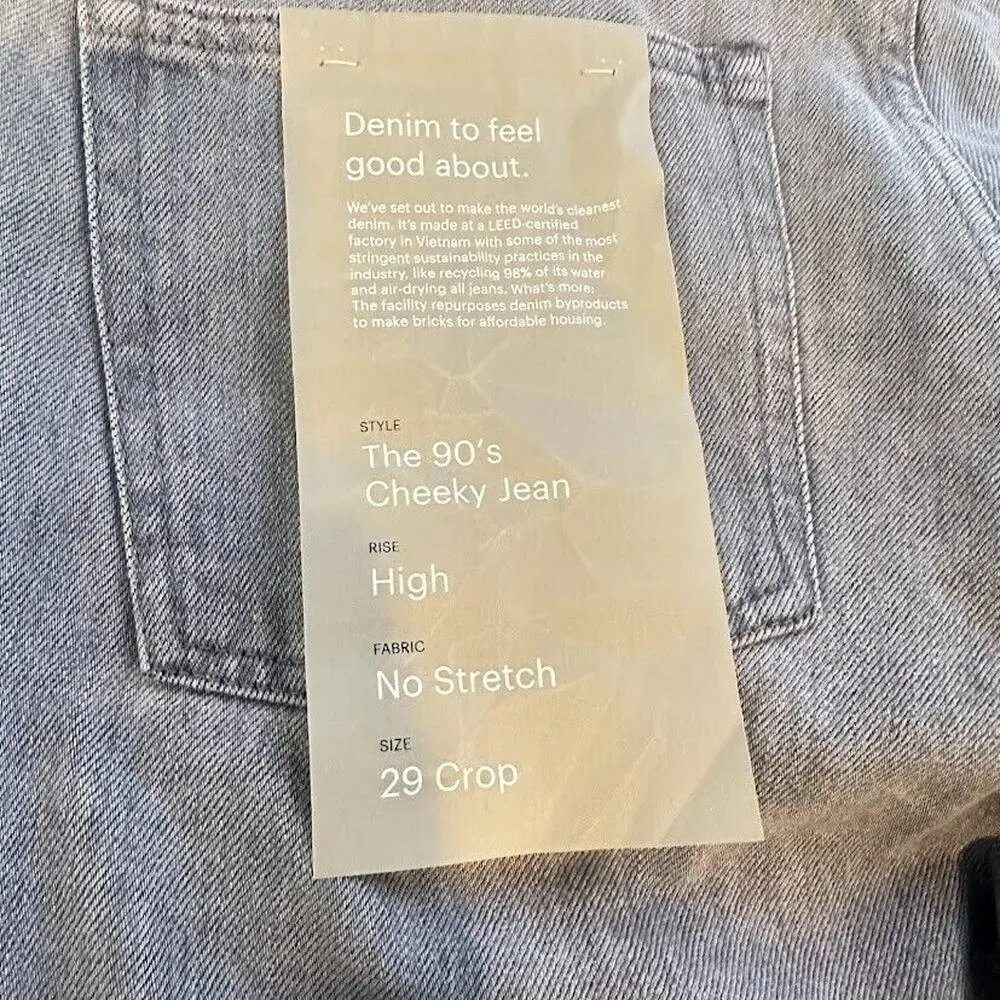 Denim to feel
good about.
We've set out to make the world's cleanest
denim. It's made at a LEED-certified
factory in Vietnam with some of the most
stringent sustainability practices in the
industry, like recycling 98% of its water
and air-drying all jeans. What's more:
The facility repurposes denim byproducts
to make bricks for affordable housing.
STYLE
The 90's
Cheeky Jean
RISE
High
FABRIC
No Stretch
SIZE
29 Crop